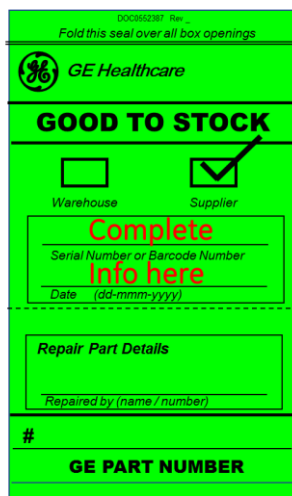 DOC0552387 Rev _
Fold this seal over all box openings
GE Healthcare
GOOD TO STOCK
Warehouse Supplier
Complete
Serial Number or Barcode Number
Info here
Date (dd-mmm-yyyy)
Repair Part Details
Repaired by (name / number)
#
GE PART NUMBER